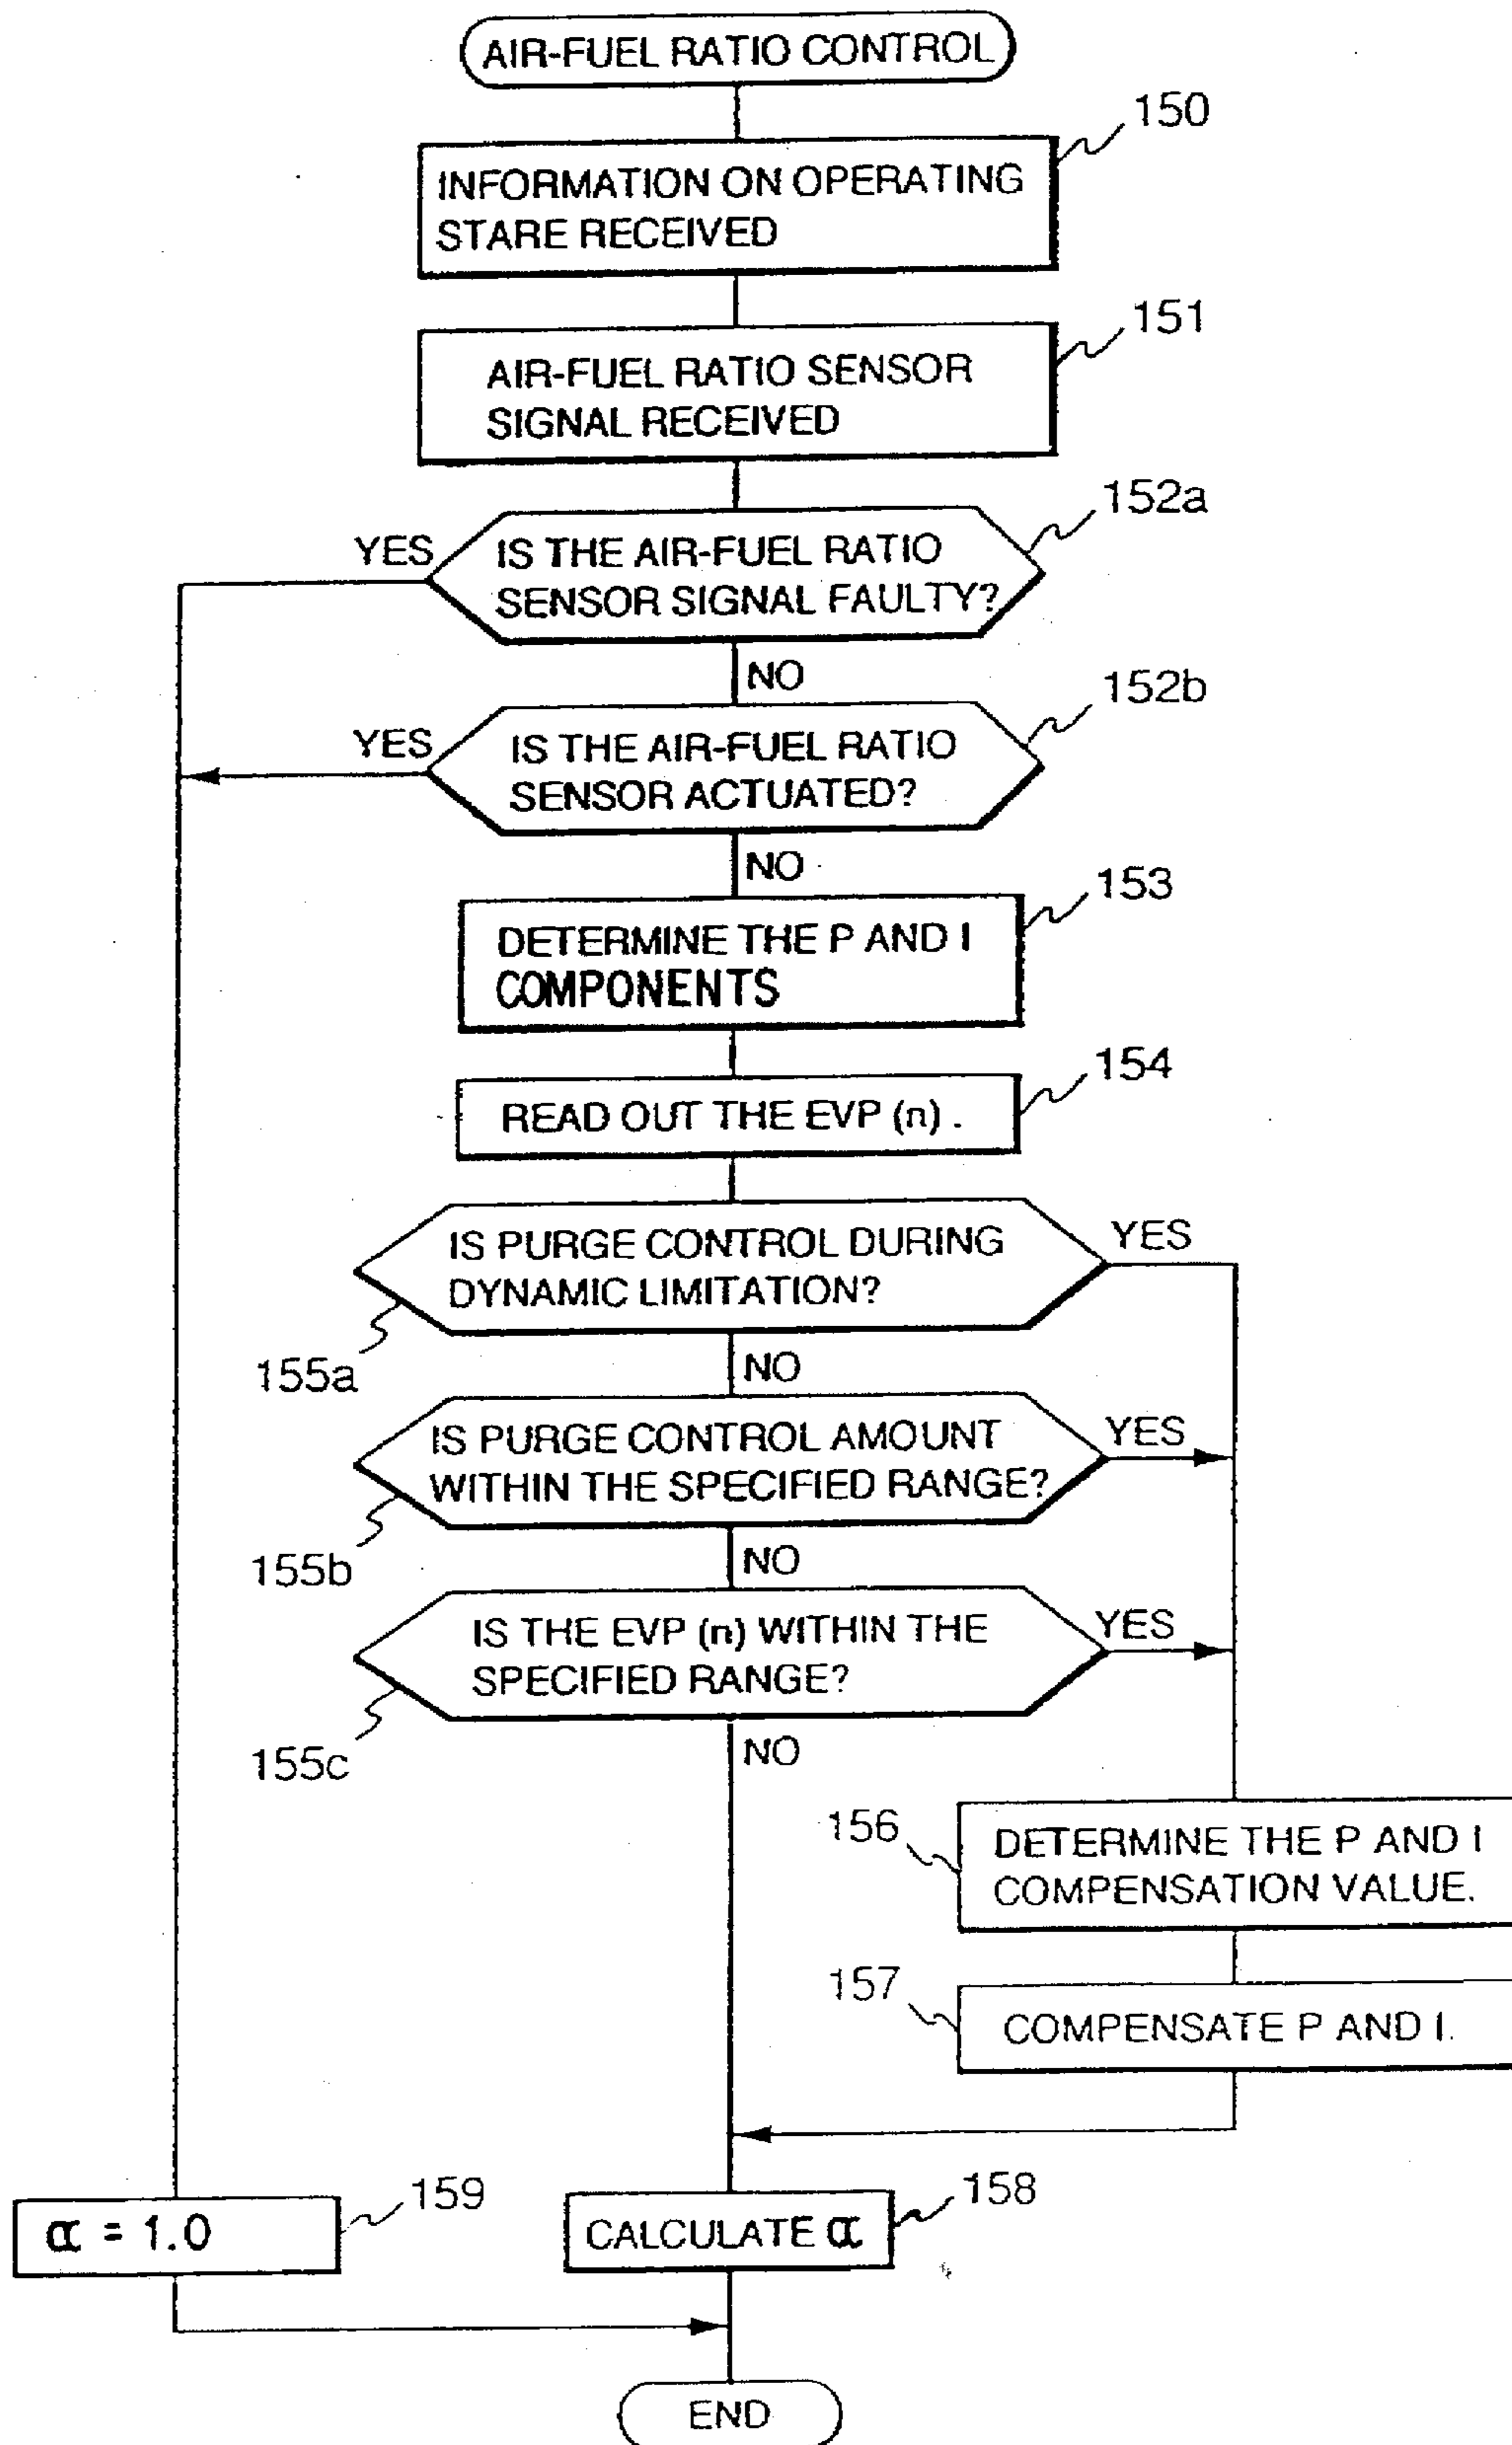 AIR-FUEL RATIO CONTROL
150
INFORMATION ON OPERATING
STARE RECEIVED
151
AIR-FUEL RATIO SENSOR
SIGNAL RECEIVED
152a
YES
IS THE AIR-FUEL RATIO
SENSOR SIGNAL FAULTY?
NO
152b
YES
IS THE AIR-FUEL RATIO
SENSOR ACTUATED?
NO
153
DETERMINE THE P AND I
COMPONENTS
154
READ OUT THE EVP (n) .
IS PURGE CONTROL DURING
DYNAMIC LIMITATION?
YES
155a
NO
IS PURGE CONTROL AMOUNT
WITHIN THE SPECIFIED RANGE?
YES
155b
NO
IS THE EVP (n) WITHIN THE
SPECIFIED RANGE?
YES
155c
NO
156
DETERMINE THE P AND I
COMPENSATION VALUE.
157
COMPENSATE P AND I.
159
α = 1.0
158
CALCULATE α
END